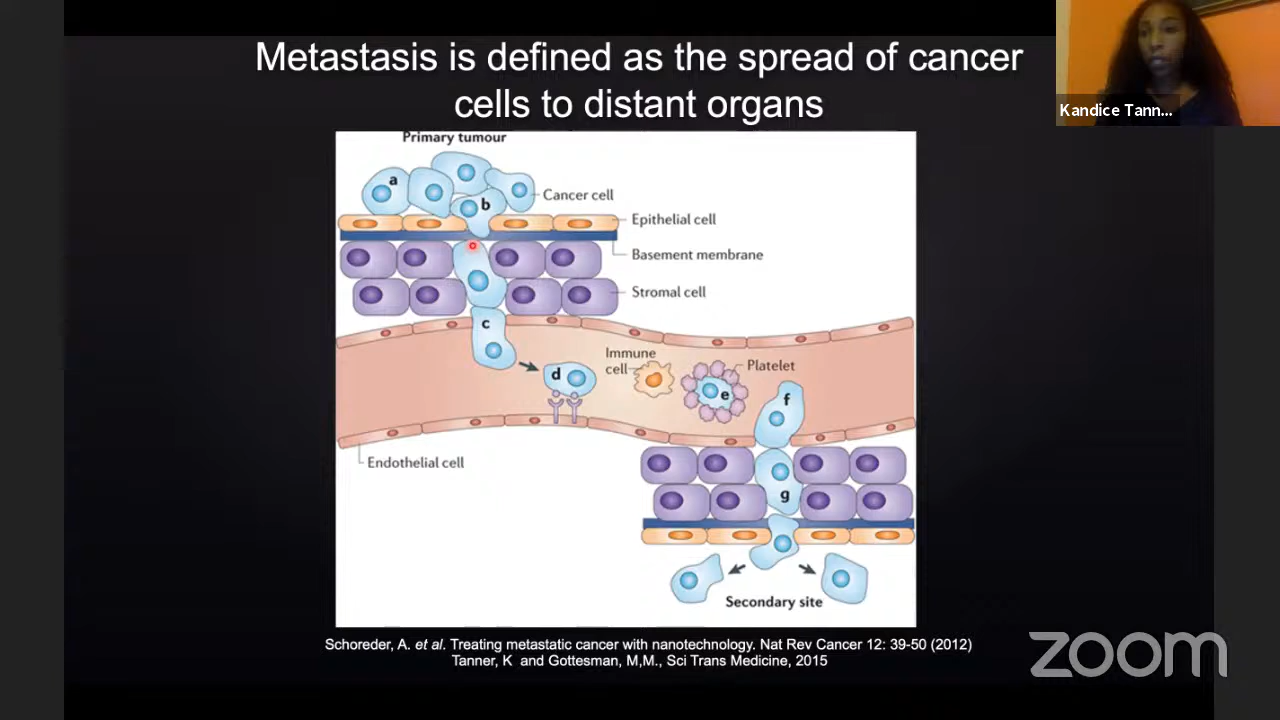 Metastasis is defined as the spread of cancer
cells to distant organs
Kandice Tann...
Primary tumour
a
b
Cancer cell
Epithelial cell
Basement membrane
Stromal cell
c
d
Immune
cell
Platelet
e
f
Endothelial cell
g
Secondary site
Schoreder, A. et al. Treating metastatic cancer with nanotechnology. Nat Rev Cancer 12: 39-50 (2012)
Tanner, K and Gottesman, M,M., Sci Trans Medicine, 2015
zoom